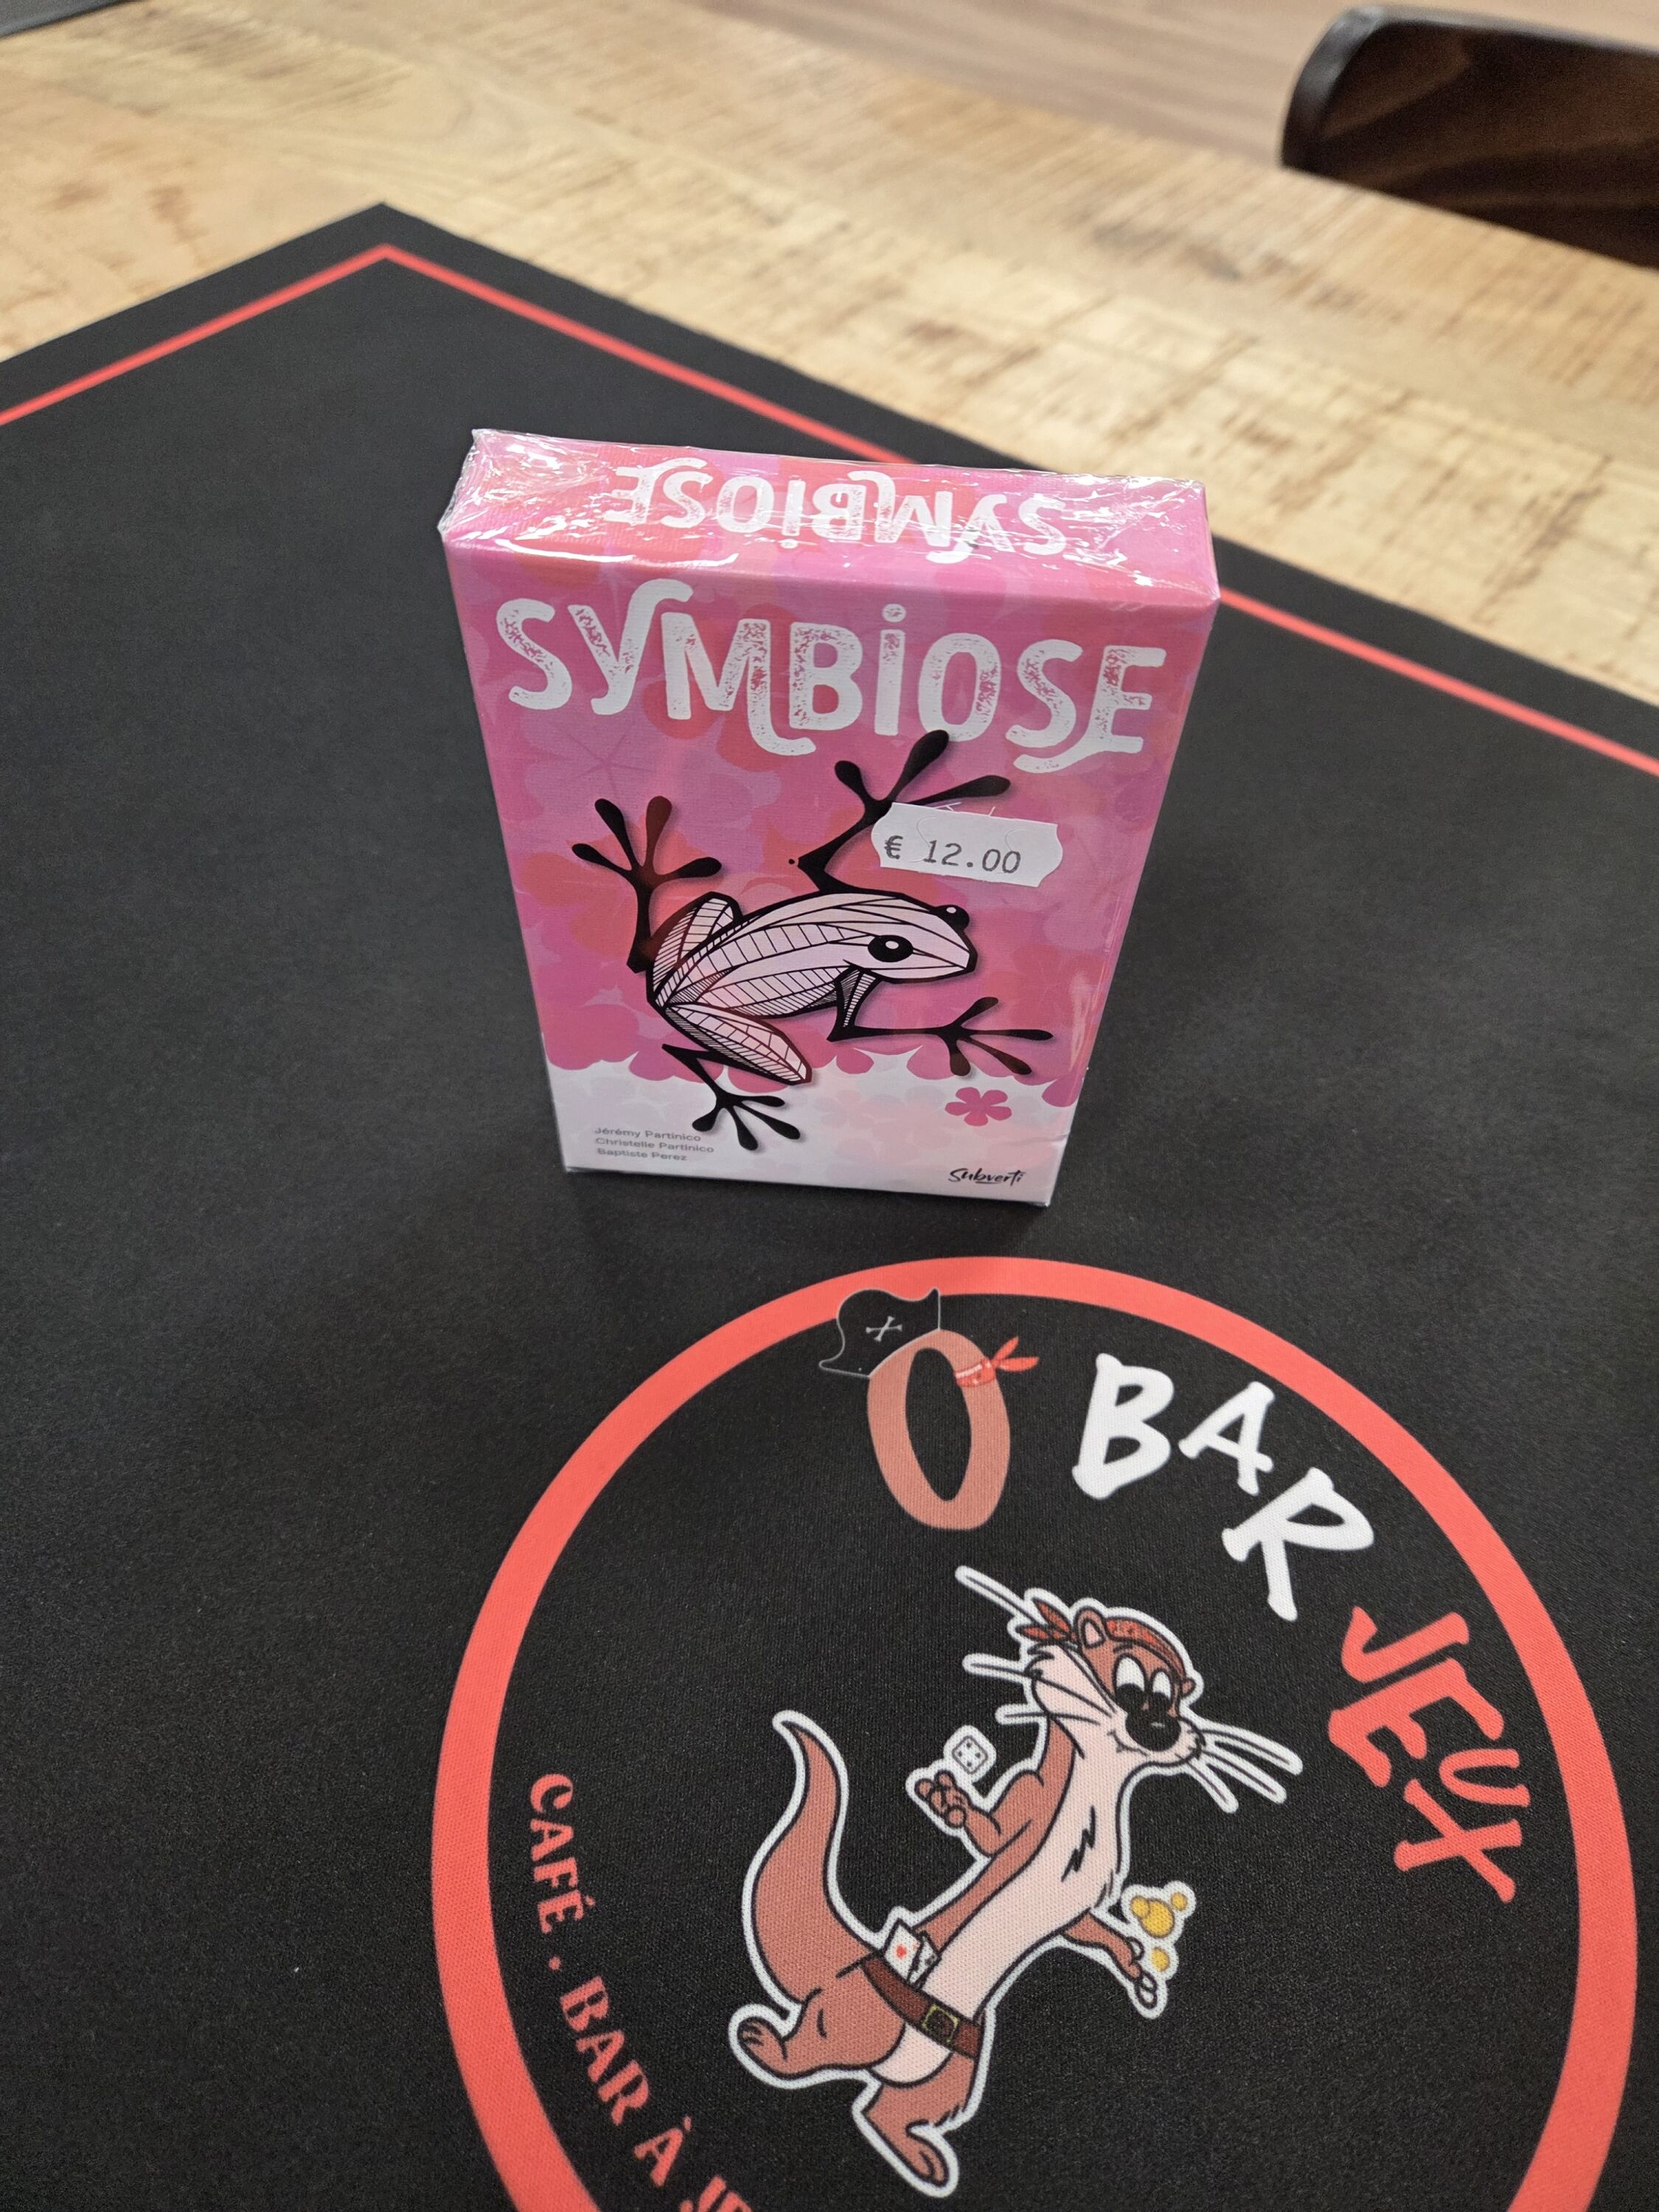 SYMBIOSE
SYMBIOSE
€ 12.00
Jérémy Partinico
Christelle Partinico
Baptiste Perez
Subverti
Ô BAR JEUX
CAFÉ . BAR À